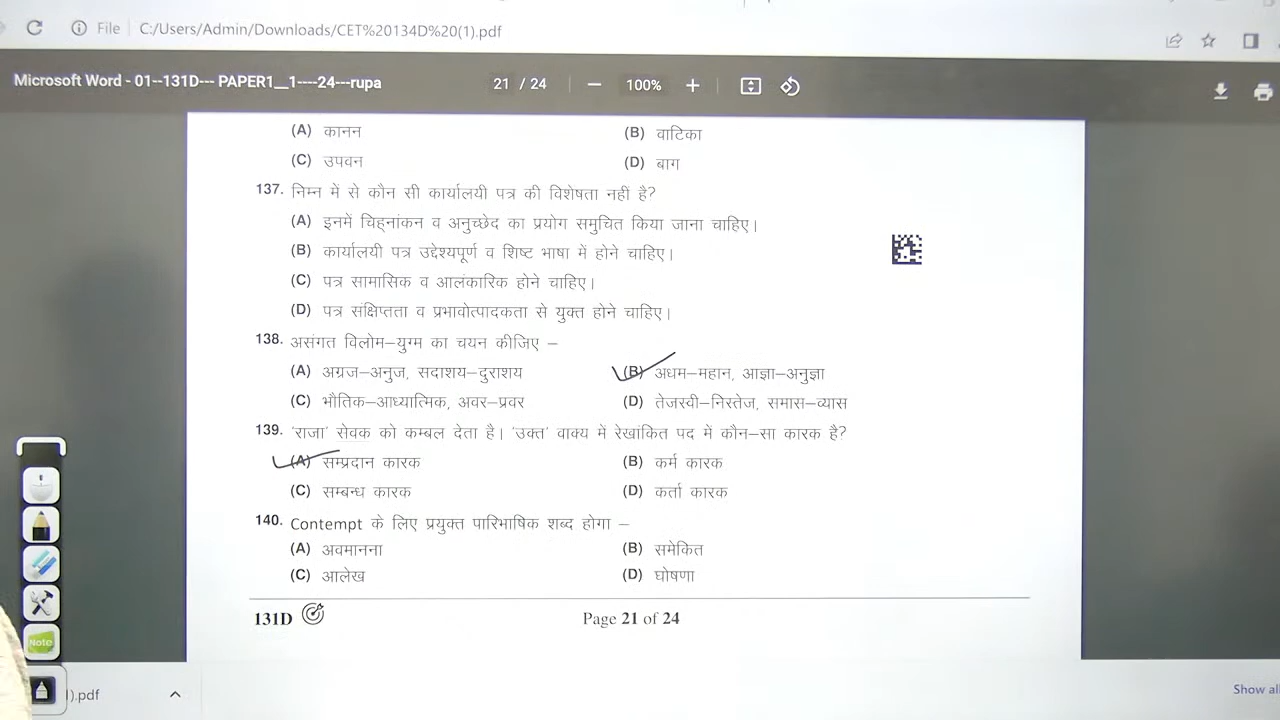 File C:/Users/Admin/Downloads/CET%20134D%20(1).pdf
Microsoft Word - 01--131D--- PAPER1__1----24---rupa 21 / 24 100%
(A) कानन (B) वाटिका
(C) उपवन (D) बाग
137. निम्न में से कौन सी कार्यालयी पत्र की विशेषता नहीं है?
(A) इनमें चिह्नांकन व अनुच्छेद का प्रयोग समुचित किया जाना चाहिए।
(B) कार्यालयी पत्र उद्देश्यपूर्ण व शिष्ट भाषा में होने चाहिए।
(C) पत्र सामासिक व आलंकारिक होने चाहिए।
(D) पत्र संक्षिप्तता व प्रभावोत्पादकता से युक्त होने चाहिए।
138. असंगत विलोम–युग्म का चयन कीजिए –
(A) अग्रज–अनुज, सदाशय–दुराशय (B) अधम–महान, आज्ञा–अनुज्ञा
(C) भौतिक–आध्यात्मिक, अवर–प्रवर (D) तेजस्वी–निस्तेज, समास–व्यास
139. 'राजा' सेवक को कम्बल देता है। 'उक्त' वाक्य में रेखांकित पद में कौन–सा कारक है?
(A) सम्प्रदान कारक (B) कर्म कारक
(C) सम्बन्ध कारक (D) कर्ता कारक
140. Contempt के लिए प्रयुक्त पारिभाषिक शब्द होगा –
(A) अवमानना (B) समेकित
(C) आलेख (D) घोषणा
131D Page 21 of 24
Note
1).pdf Show all